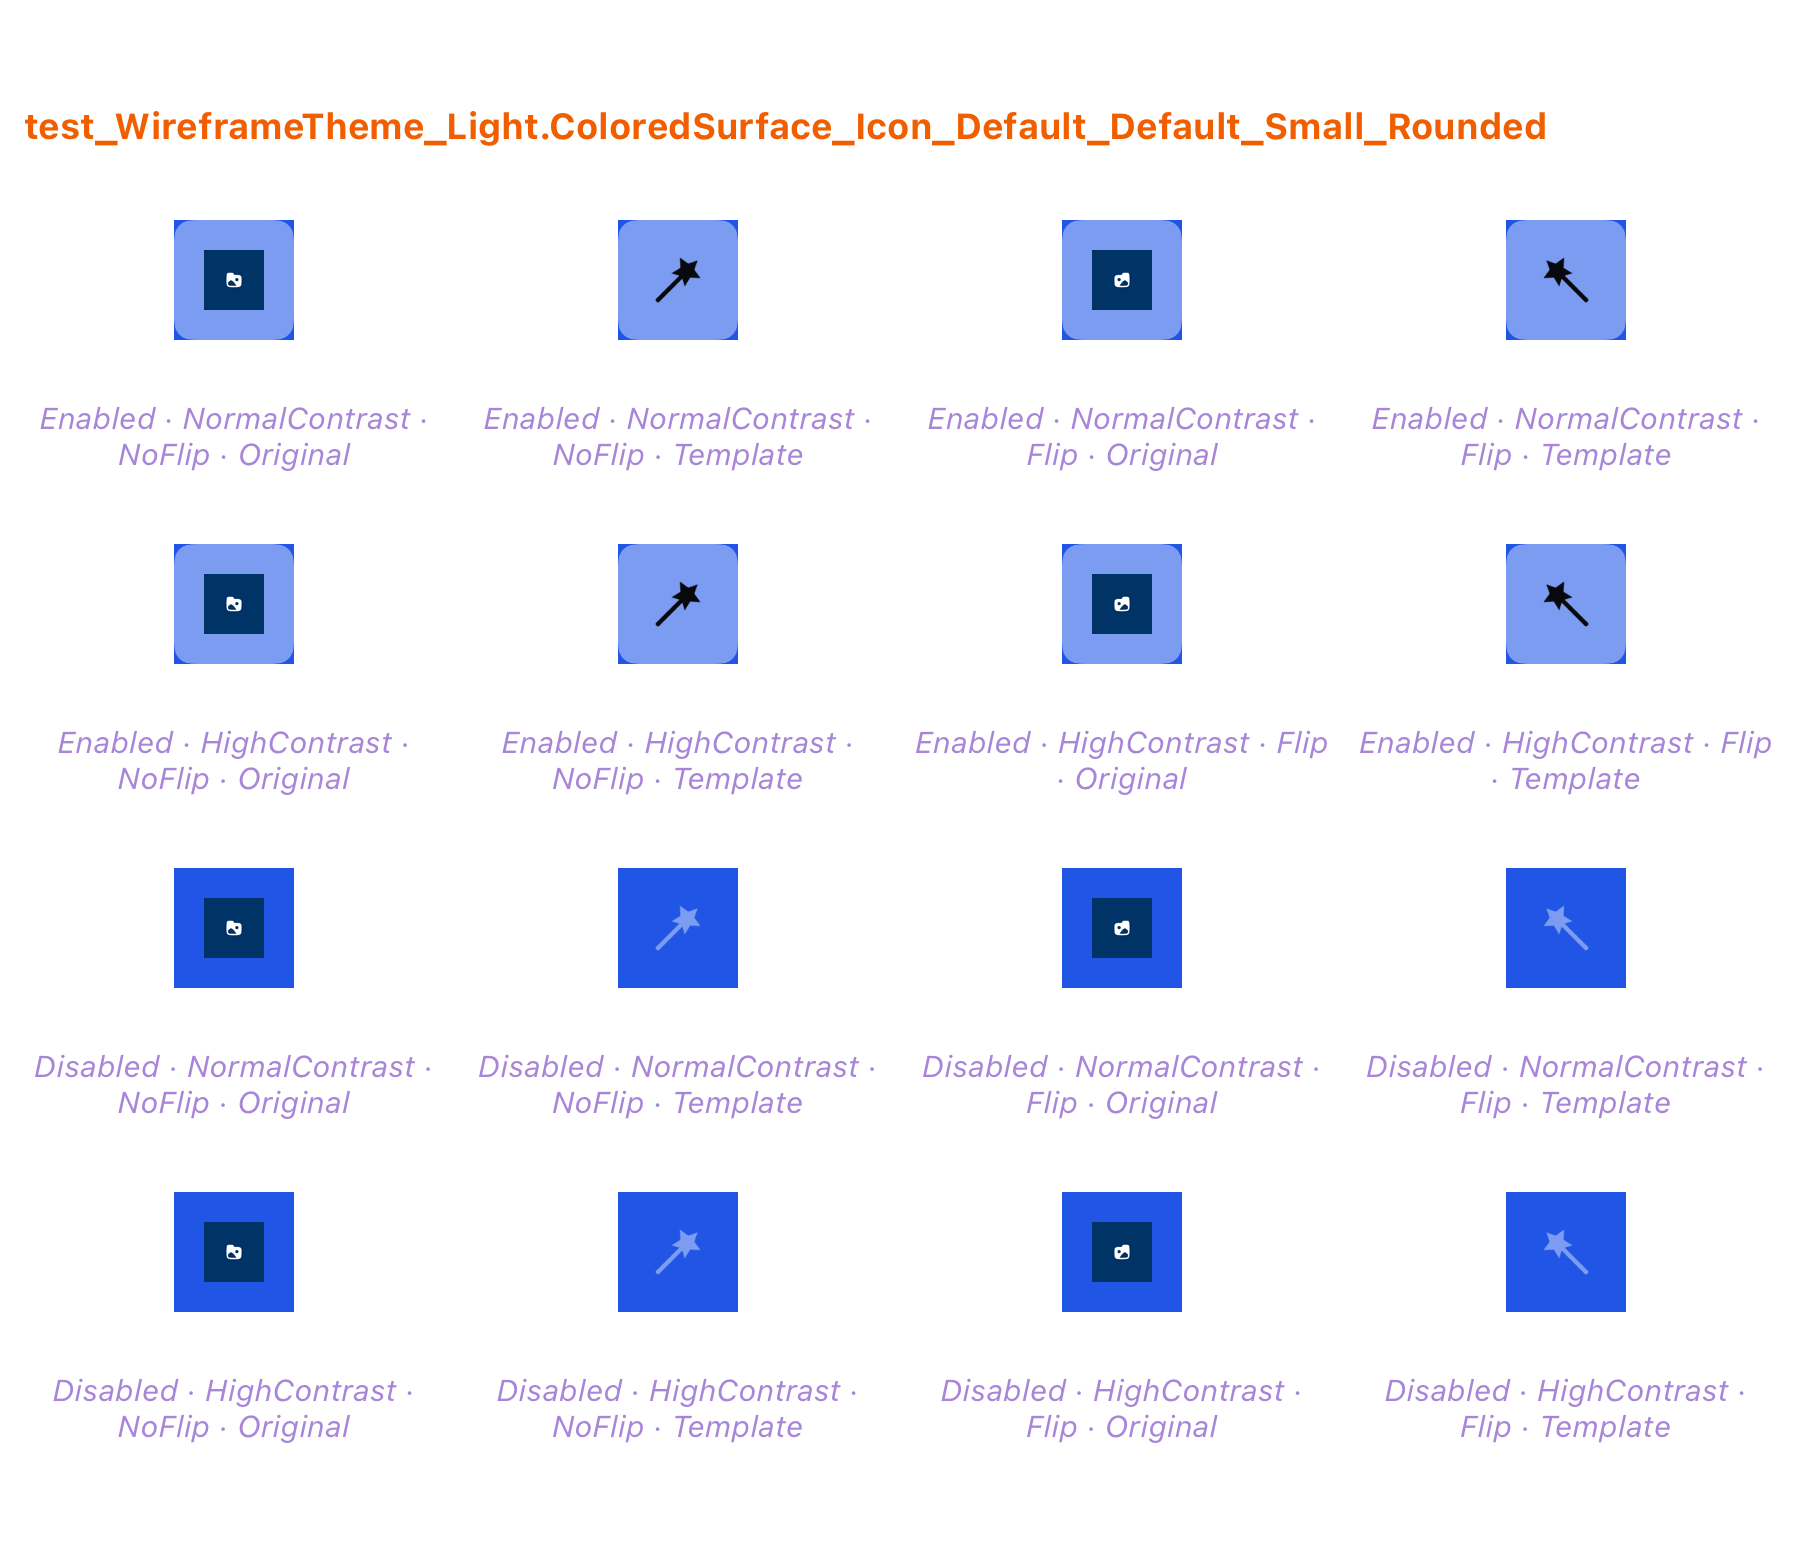 test_WireframeTheme_Light.ColoredSurface_Icon_Default_Default_Small_Rounded
Enabled · NormalContrast ·
NoFlip · Original
Enabled · NormalContrast ·
NoFlip · Template
Enabled · NormalContrast ·
Flip · Original
Enabled · NormalContrast ·
Flip · Template
Enabled · HighContrast ·
NoFlip · Original
Enabled · HighContrast ·
NoFlip · Template
Enabled · HighContrast · Flip
· Original
Enabled · HighContrast · Flip
· Template
Disabled · NormalContrast ·
NoFlip · Original
Disabled · NormalContrast ·
NoFlip · Template
Disabled · NormalContrast ·
Flip · Original
Disabled · NormalContrast ·
Flip · Template
Disabled · HighContrast ·
NoFlip · Original
Disabled · HighContrast ·
NoFlip · Template
Disabled · HighContrast ·
Flip · Original
Disabled · HighContrast ·
Flip · Template